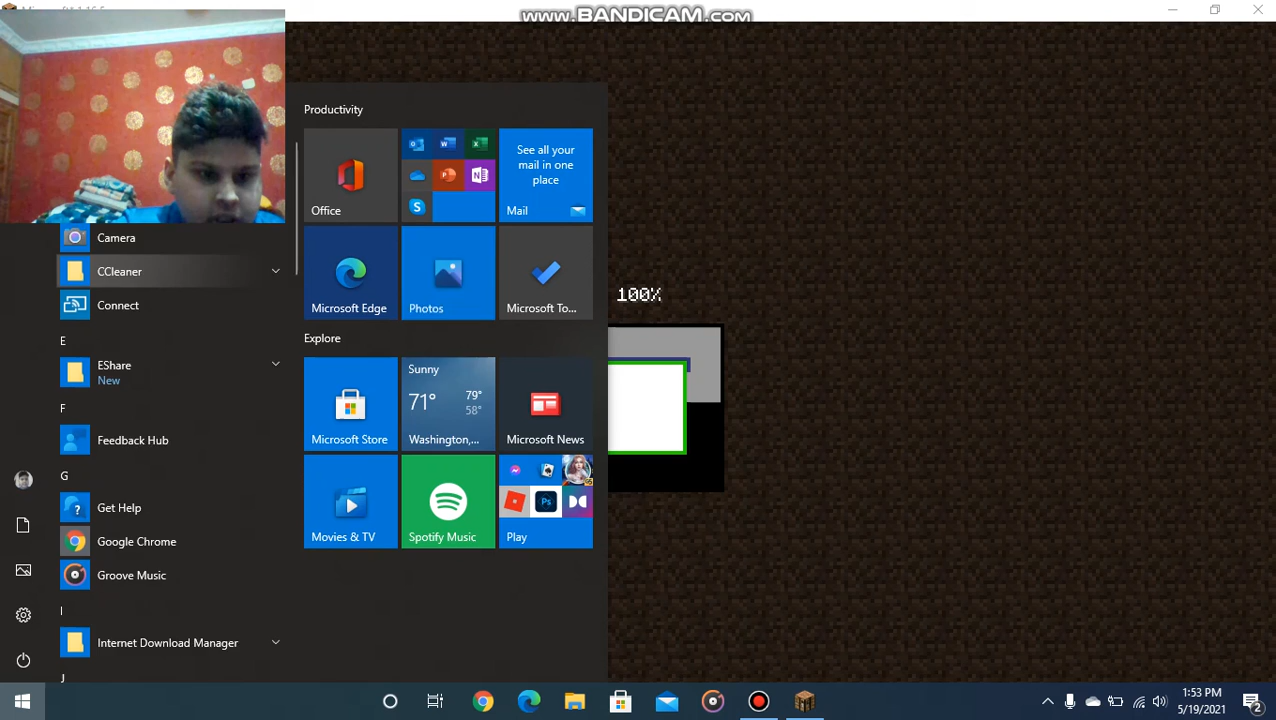 www.BANDICAM.com
Productivity
See all your
mail in one
place
Office
Mail
Camera
CCleaner
Connect
Microsoft Edge
Photos
Microsoft To...
E
EShare
New
Explore
Sunny
71°
79°
58°
Microsoft Store
Washington,...
Microsoft News
F
Feedback Hub
G
Get Help
Google Chrome
Groove Music
Movies & TV
Spotify Music
Ps
Play
I
Internet Download Manager
J
100%
1:53 PM
5/19/2021
2